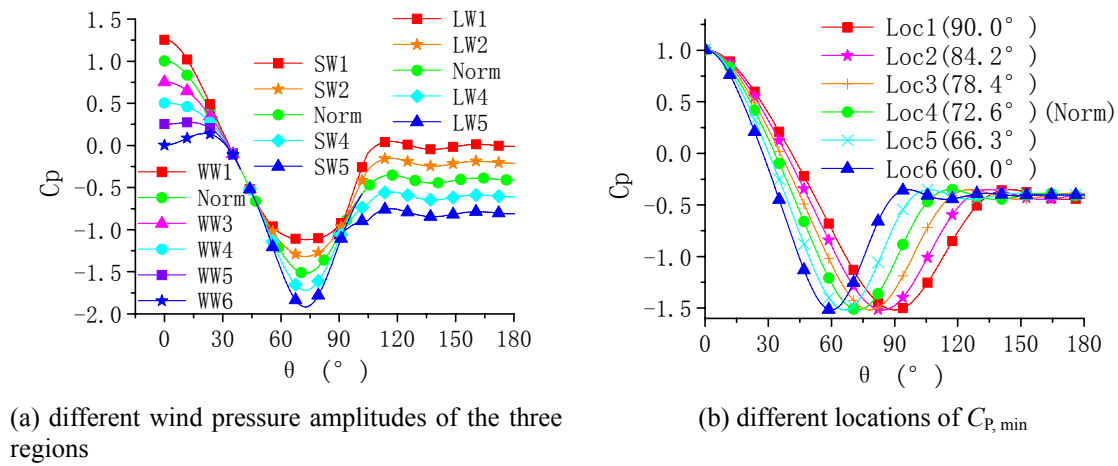 1.5
1.0
0.5
0.0
-0.5
-1.0
-1.5
-2.0
Cp
0 30 60 90 120 150 180
θ (°)
WW1
Norm
WW3
WW4
WW5
WW6
SW1
SW2
Norm
SW4
SW5
LW1
LW2
Norm
LW4
LW5
(a) different wind pressure amplitudes of the three
regions
1.0
0.5
0.0
-0.5
-1.0
-1.5
Cp
0 30 60 90 120 150 180
θ (°)
Loc1(90.0°)
Loc2(84.2°)
Loc3(78.4°)
Loc4(72.6°)(Norm)
Loc5(66.3°)
Loc6(60.0°)
(b) different locations of CP, min